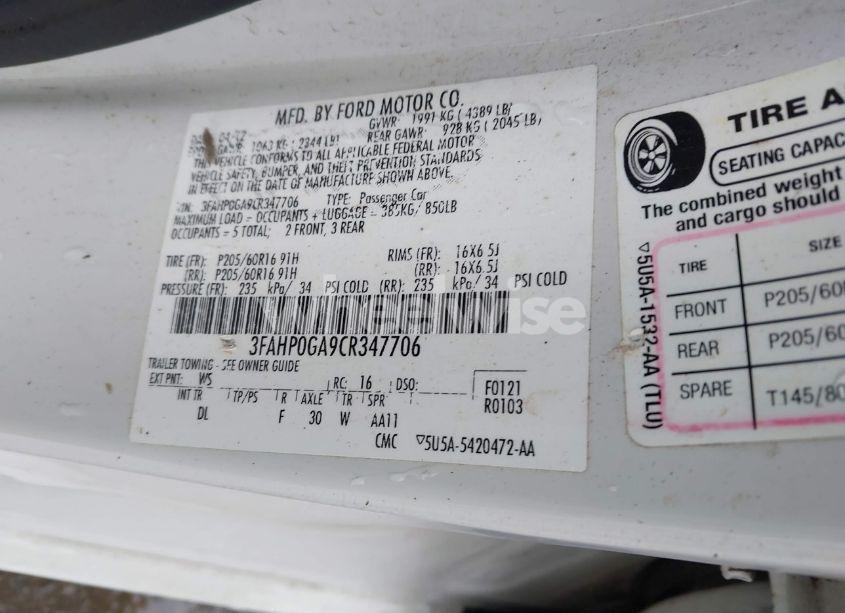 MFD. BY FORD MOTOR CO.
GVWR: 1991 KG ( 4389 LB)
REAR GAWR: 928 KG ( 2045 LB)
1063 KG ( 2344 LB)
THIS VEHICLE CONFORMS TO ALL APPLICABLE FEDERAL MOTOR
VEHICLE SAFETY, BUMPER, AND THEFT PREVENTION STANDARDS
IN EFFECT ON THE DATE OF MANUFACTURE SHOWN ABOVE.
VIN: 3FAHP0GA9CR347706 TYPE: Passenger Car
MAXIMUM LOAD = OCCUPANTS + LUGGAGE = 385KG/ 850LB
OCCUPANTS = 5 TOTAL; 2 FRONT, 3 REAR
TIRE (FR): P205/60R16 91H RIMS (FR): 16X6.5J
(RR): P205/60R16 91H (RR): 16X6.5J
PRESSURE (FR): 235 kPa/ 34 PSI COLD (RR): 235 kPa/ 34 PSI COLD
3FAHP0GA9CR347706
TRAILER TOWING - SEE OWNER GUIDE
EXT PNT: WS RC: 16 DSO: F0121
INT TR TP/PS R AXLE TR SPR R0103
DL F 30 W AA11
CMC ▽5U5A-5420472-AA
▽5U5A-1532-AA (TLU)
TIRE A
SEATING CAPAC
The combined weight
and cargo should
TIRE SIZE
FRONT P205/60
REAR P205/60
SPARE T145/80